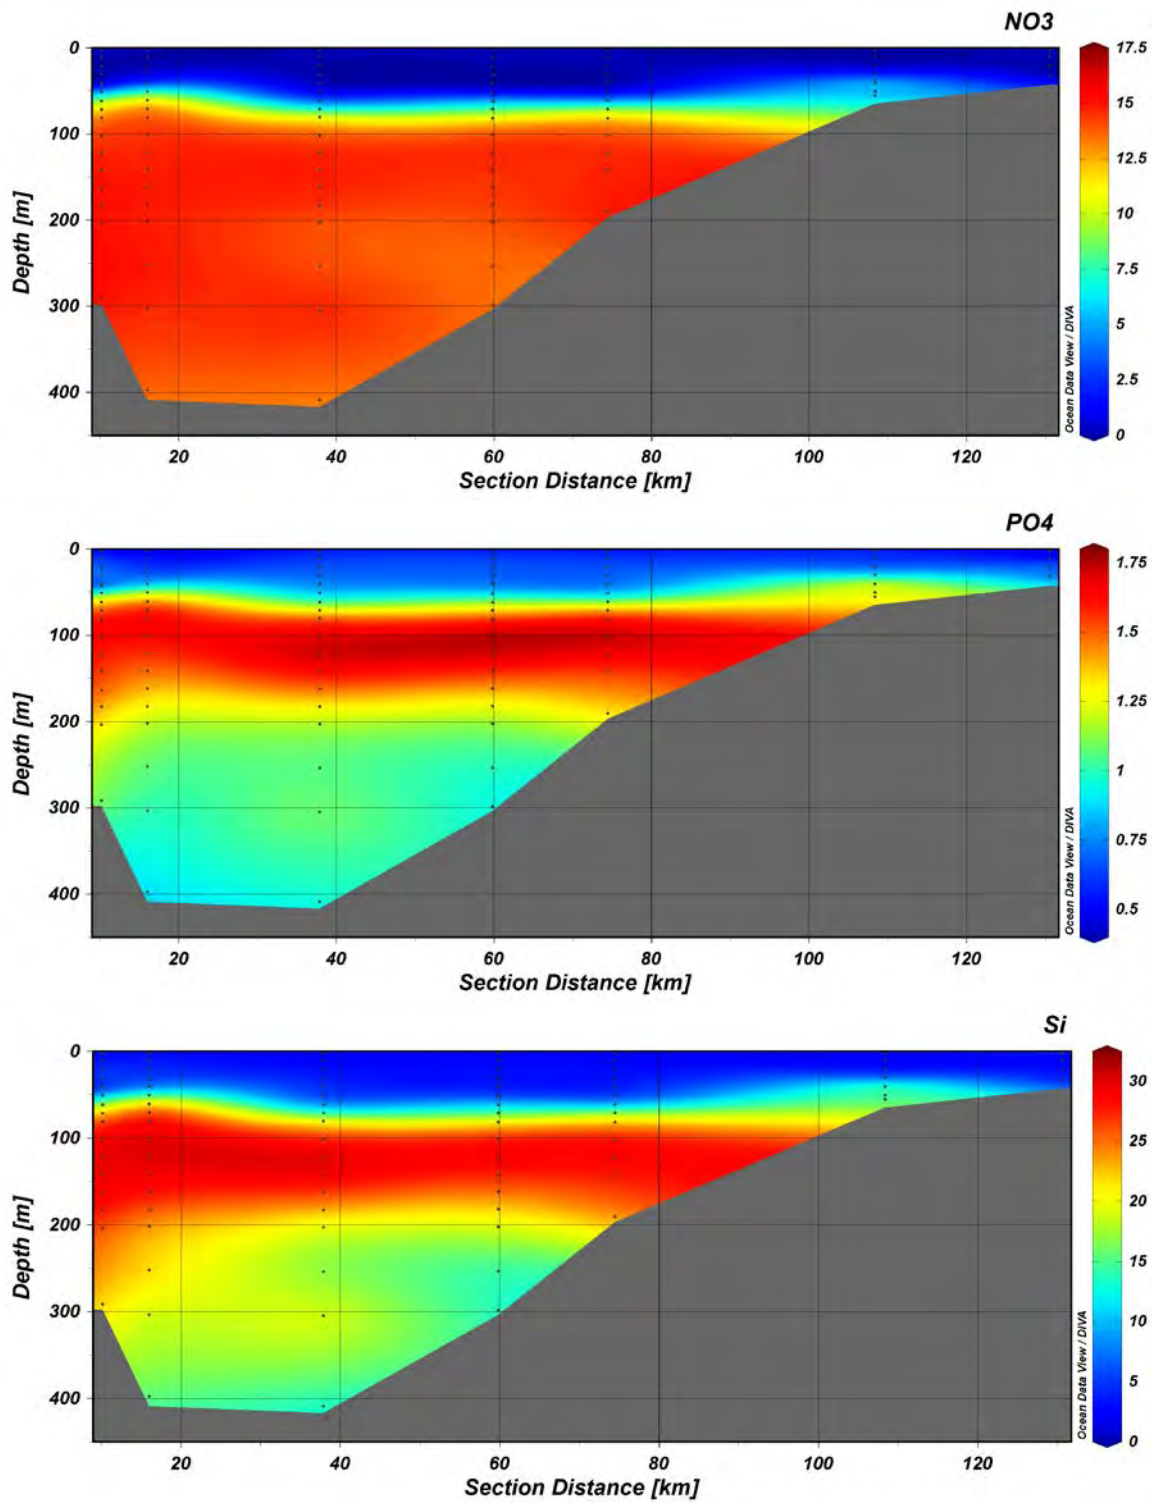 NO3
0
100
200
300
400
Depth [m]
20 40 60 80 100 120
Section Distance [km]
17.5
15
12.5
10
7.5
5
2.5
0
Ocean Data View / DIVA
PO4
0
100
200
300
400
Depth [m]
20 40 60 80 100 120
Section Distance [km]
1.75
1.5
1.25
1
0.75
0.5
Ocean Data View / DIVA
Si
0
100
200
300
400
Depth [m]
20 40 60 80 100 120
Section Distance [km]
30
25
20
15
10
5
0
Ocean Data View / DIVA